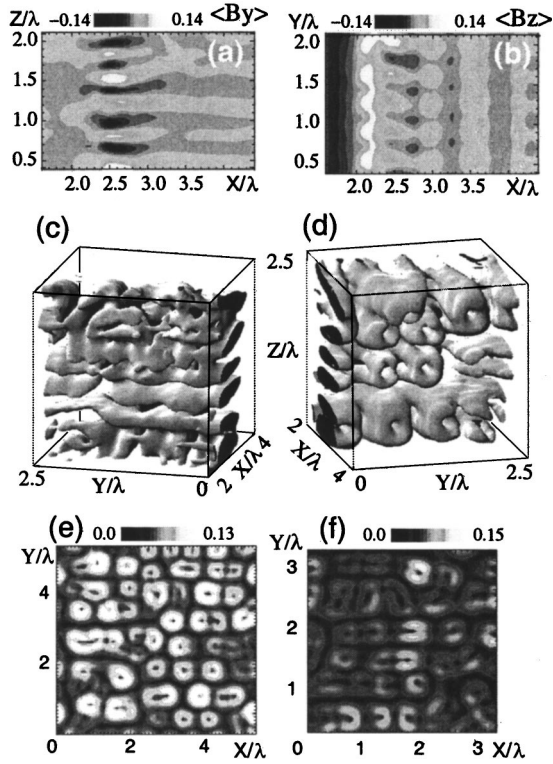 Z/λ −0.14 0.14 <By> Y/λ −0.14 0.14 <Bz>
2.0 (a) 2.0 (b)
1.5 1.5
1.0 1.0
0.5 0.5
2.0 2.5 3.0 3.5 X/λ 2.0 2.5 3.0 3.5 X/λ
(c) (d)
2.5
Z/λ
2.5 Y/λ 0 2 X/λ 4
2 X/λ 4 0 Y/λ 2.5
(e) 0.0 0.13 (f) 0.0 0.15
Y/λ Y/λ
4 3
2 2
1
0 2 4 X/λ 0 1 2 3 X/λ